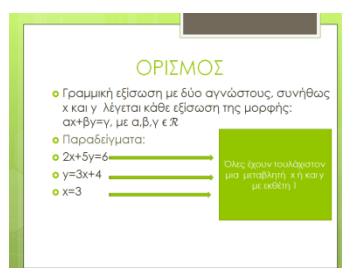 ΟΡΙΣΜΟΣ
Γραμμική εξίσωση με δύο αγνώστους, συνήθως
x και y λέγεται κάθε εξίσωση της μορφής:
αx+βy=γ, με α,β,γ ϵ ℛ
Παραδείγματα:
2x+5y=6
y=3x+4
x=3
Όλες έχουν τουλάχιστον
μια μεταβλητή x ή και y
με εκθέτη 1